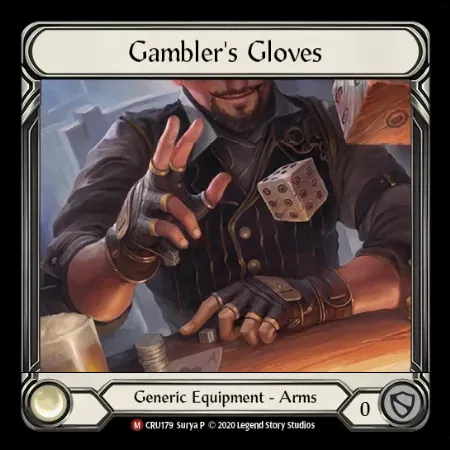 Gambler's Gloves
Generic Equipment - Arms
0
M CRU179 Surya P © 2020 Legend Story Studios